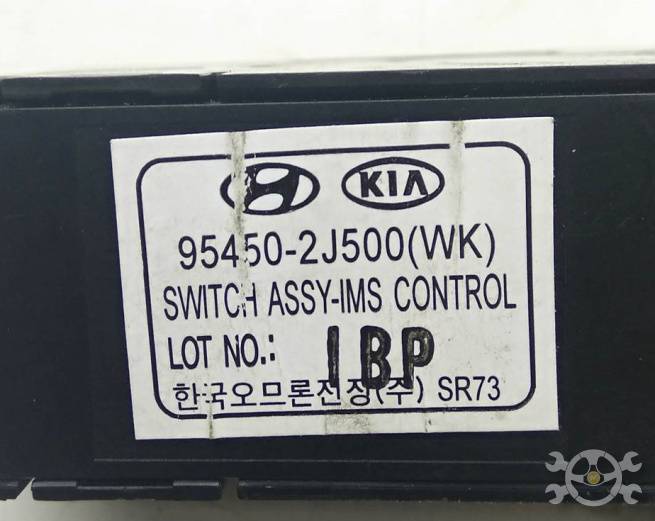 KIA
95450-2J500(WK)
SWITCH ASSY-IMS CONTROL
LOT NO.: 1BP
한국오므론전장(주) SR73